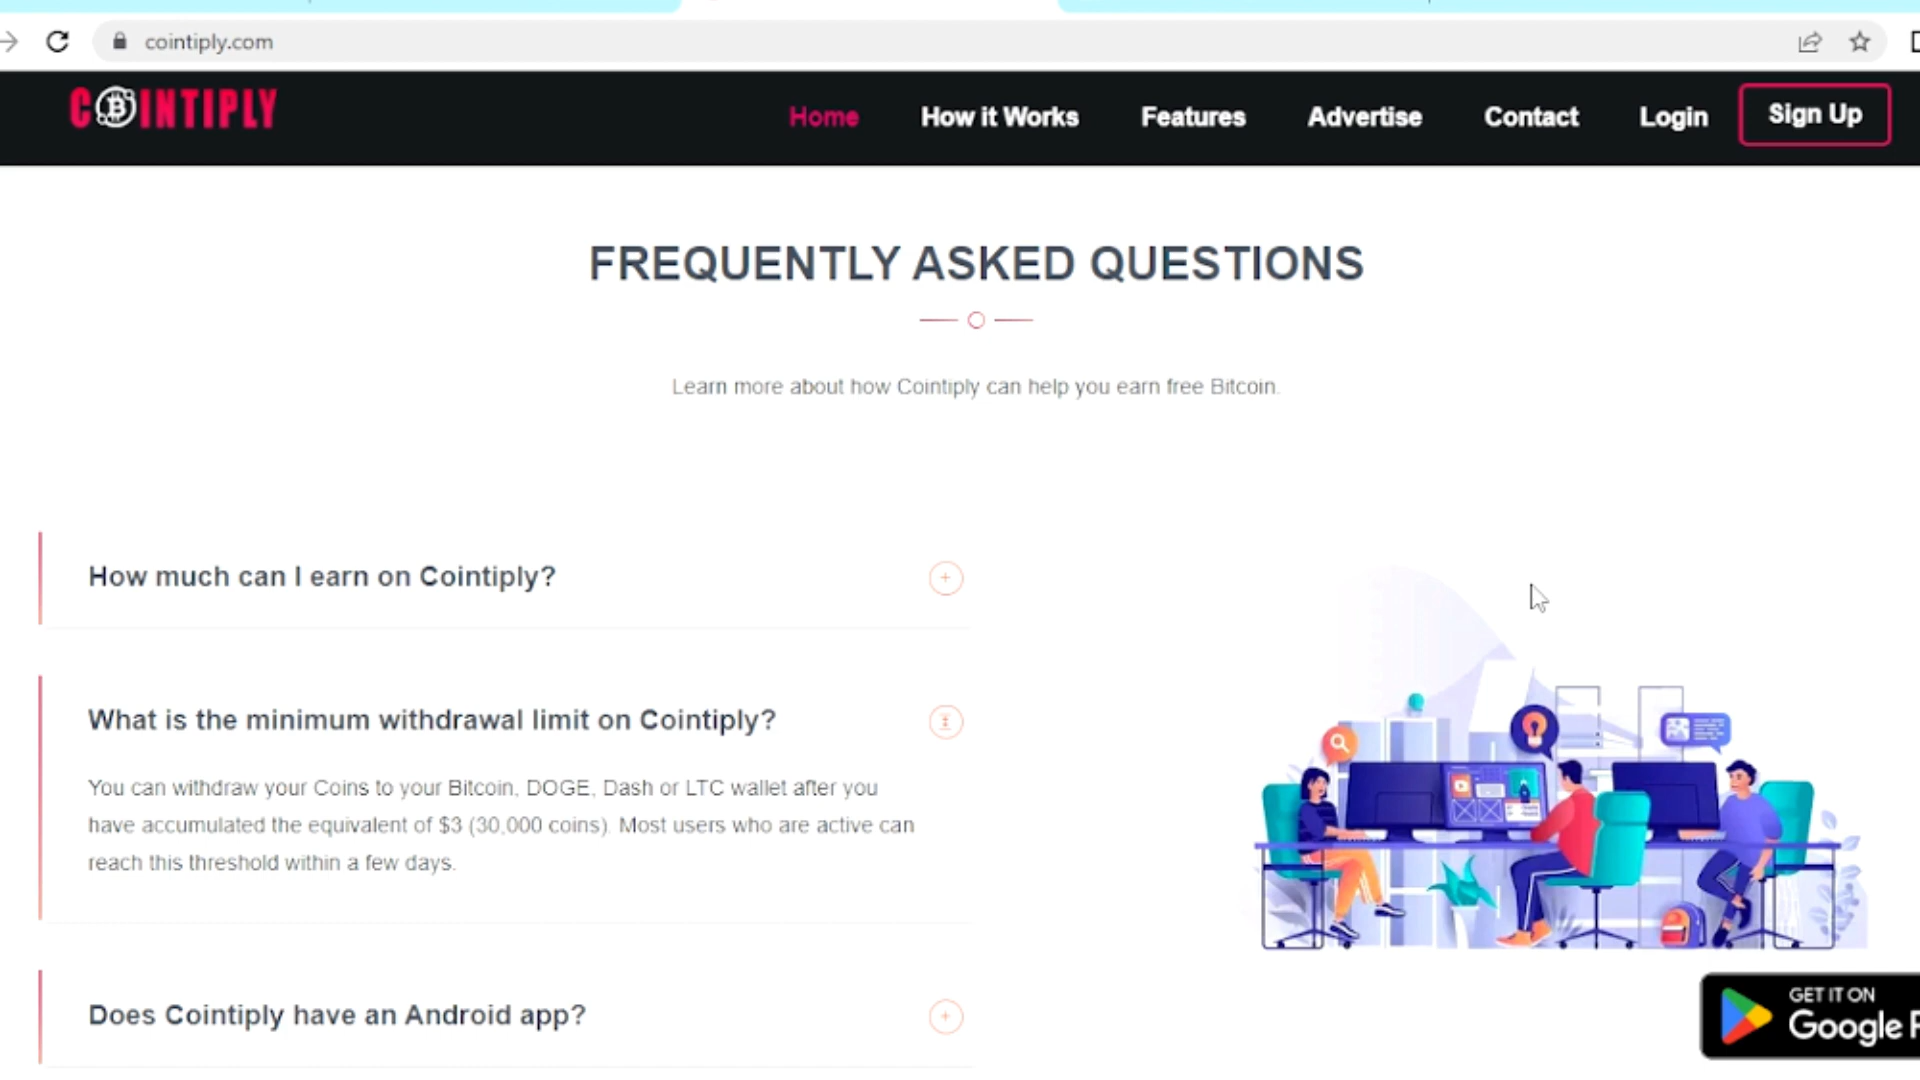 cointiply.com
COINTIPLY
Home How it Works Features Advertise Contact Login Sign Up
FREQUENTLY ASKED QUESTIONS
Learn more about how Cointiply can help you earn free Bitcoin.
How much can I earn on Cointiply?
What is the minimum withdrawal limit on Cointiply?
You can withdraw your Coins to your Bitcoin, DOGE, Dash or LTC wallet after you
have accumulated the equivalent of $3 (30,000 coins). Most users who are active can
reach this threshold within a few days.
Does Cointiply have an Android app?
GET IT ON
Google P